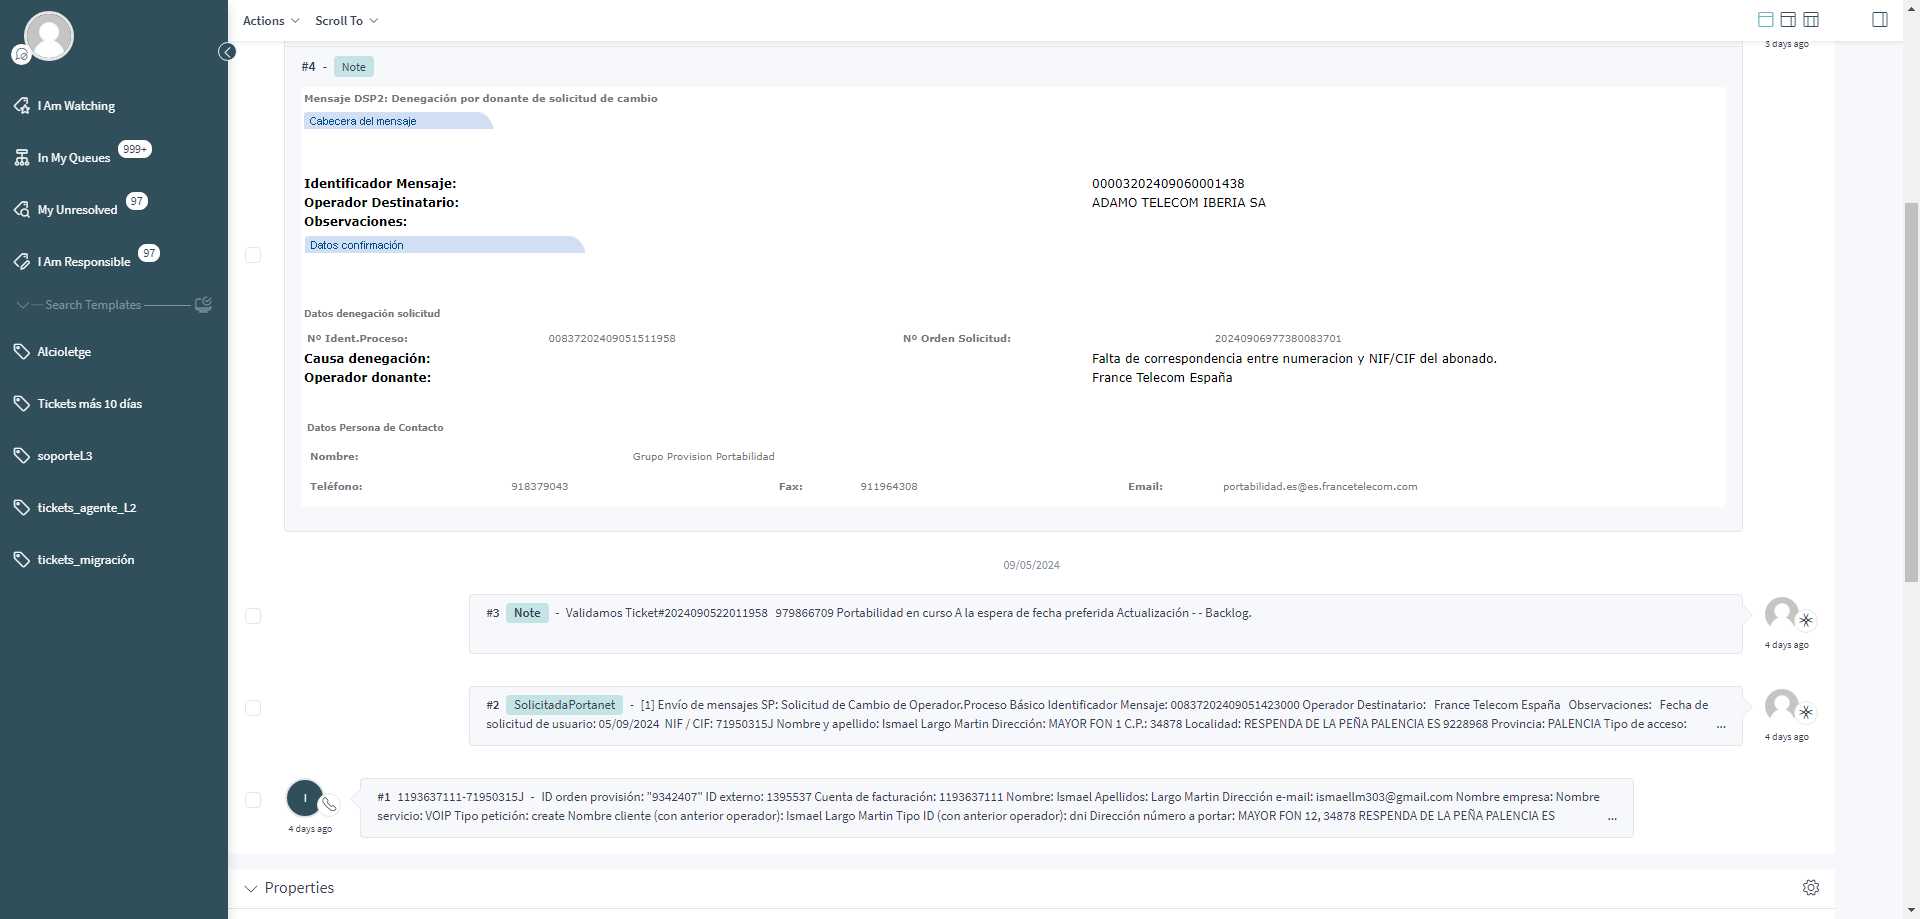 Actions
Scroll To
3 days ago
I Am Watching
In My Queues 999+
My Unresolved 97
I Am Responsible 97
Search Templates
Alcioletge
Tickets más 10 días
soporteL3
tickets_agente_L2
tickets_migración
#4 - Note
Mensaje DSP2: Denegación por donante de solicitud de cambio
Cabecera del mensaje
Identificador Mensaje: 00003202409060001438
Operador Destinatario: ADAMO TELECOM IBERIA SA
Observaciones:
Datos confirmación
Datos denegación solicitud
Nº Ident.Proceso: 00837202409051511958 Nº Orden Solicitud: 20240906977380083701
Causa denegación: Falta de correspondencia entre numeracion y NIF/CIF del abonado.
Operador donante: France Telecom España
Datos Persona de Contacto
Nombre: Grupo Provision Portabilidad
Teléfono: 918379043 Fax: 911964308 Email: portabilidad.es@es.francetelecom.com
09/05/2024
#3 Note - Validamos Ticket#2024090522011958 979866709 Portabilidad en curso A la espera de fecha preferida Actualización - - Backlog.
4 days ago
#2 SolicitadaPortanet - [1] Envío de mensajes SP: Solicitud de Cambio de Operador.Proceso Básico Identificador Mensaje: 00837202409051423000 Operador Destinatario: France Telecom España Observaciones: Fecha de
solicitud de usuario: 05/09/2024 NIF / CIF: 71950315J Nombre y apellido: Ismael Largo Martin Dirección: MAYOR FON 1 C.P.: 34878 Localidad: RESPENDA DE LA PEÑA PALENCIA ES 9228968 Provincia: PALENCIA Tipo de acceso: ...
4 days ago
I
4 days ago
#1 1193637111-71950315J - ID orden provisión: "9342407" ID externo: 1395537 Cuenta de facturación: 1193637111 Nombre: Ismael Apellidos: Largo Martin Dirección e-mail: ismaellm303@gmail.com Nombre empresa: Nombre
servicio: VOIP Tipo petición: create Nombre cliente (con anterior operador): Ismael Largo Martin Tipo ID (con anterior operador): dni Dirección número a portar: MAYOR FON 12, 34878 RESPENDA DE LA PEÑA PALENCIA ES ...
Properties